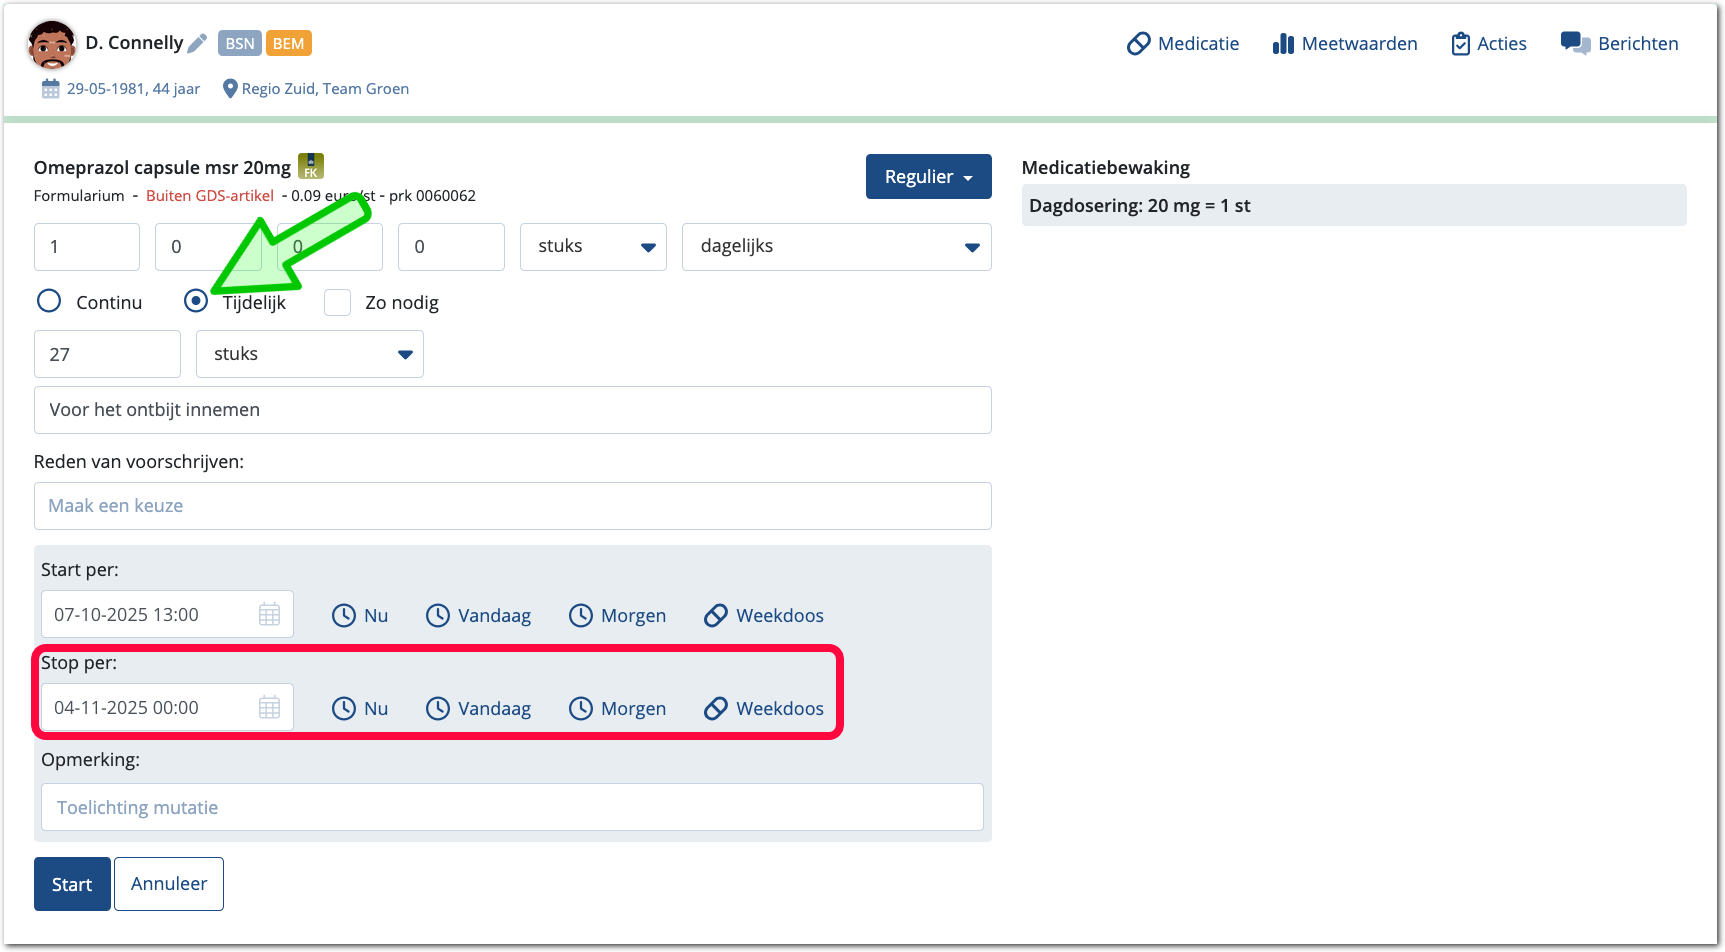 D. Connelly BSN BEM Medicatie Meetwaarden Acties Berichten
29-05-1981, 44 jaar Regio Zuid, Team Groen
Omeprazol capsule msr 20mg FK Regulier Medicatiebewaking
Formularium - Buiten GDS-artikel - 0.09 euro/st - prk 0060062 Dagdosering: 20 mg = 1 st
1 0 0 0 stuks dagelijks
Continu Tijdelijk Zo nodig
27 stuks
Voor het ontbijt innemen
Reden van voorschrijven:
Maak een keuze
Start per:
07-10-2025 13:00 Nu Vandaag Morgen Weekdoos
Stop per:
04-11-2025 00:00 Nu Vandaag Morgen Weekdoos
Opmerking:
Toelichting mutatie
Start Annuleer